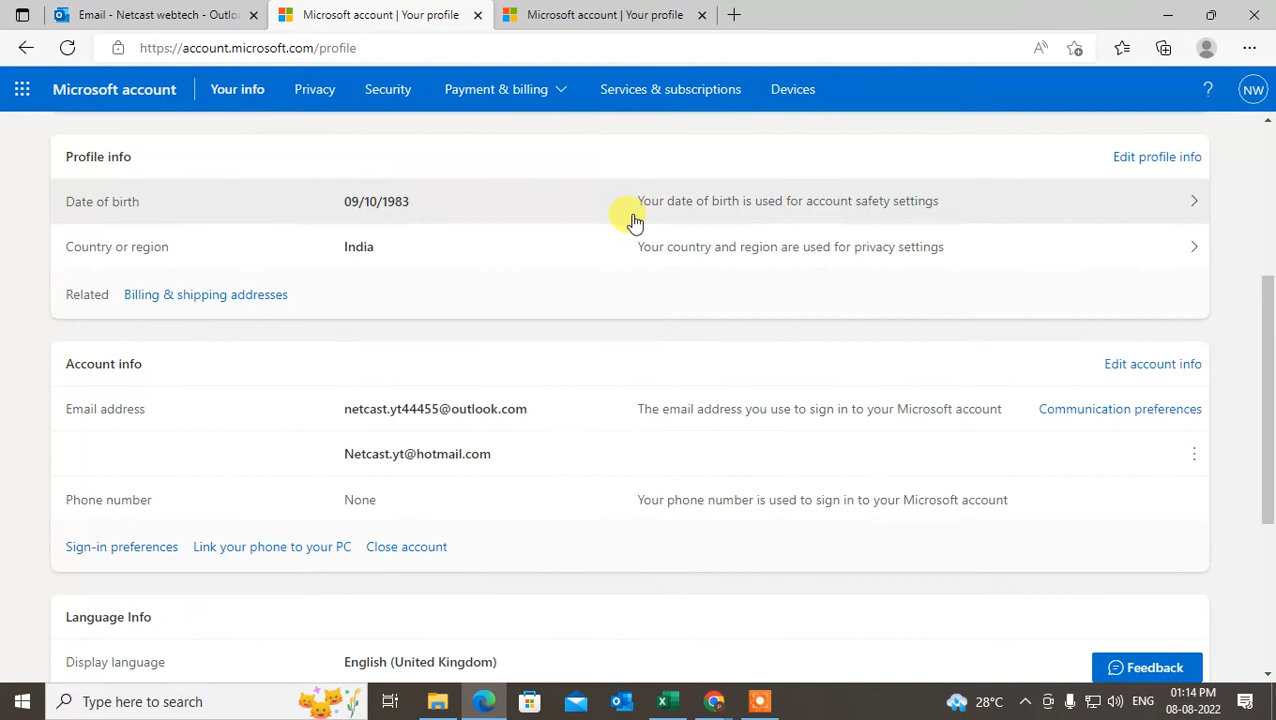 Email - Netcast webtech - Outlo
Microsoft account | Your profile
Microsoft account | Your profile
https://account.microsoft.com/profile
Microsoft account
Your info
Privacy
Security
Payment & billing
Services & subscriptions
Devices
?
NW
Profile info
Edit profile info
Date of birth
09/10/1983
Your date of birth is used for account safety settings
Country or region
India
Your country and region are used for privacy settings
Related
Billing & shipping addresses
Account info
Edit account info
Email address
netcast.yt44455@outlook.com
The email address you use to sign in to your Microsoft account
Communication preferences
Netcast.yt@hotmail.com
Phone number
None
Your phone number is used to sign in to your Microsoft account
Sign-in preferences
Link your phone to your PC
Close account
Language Info
Display language
English (United Kingdom)
Feedback
Type here to search
28°C
ENG
01:14 PM
08-08-2022